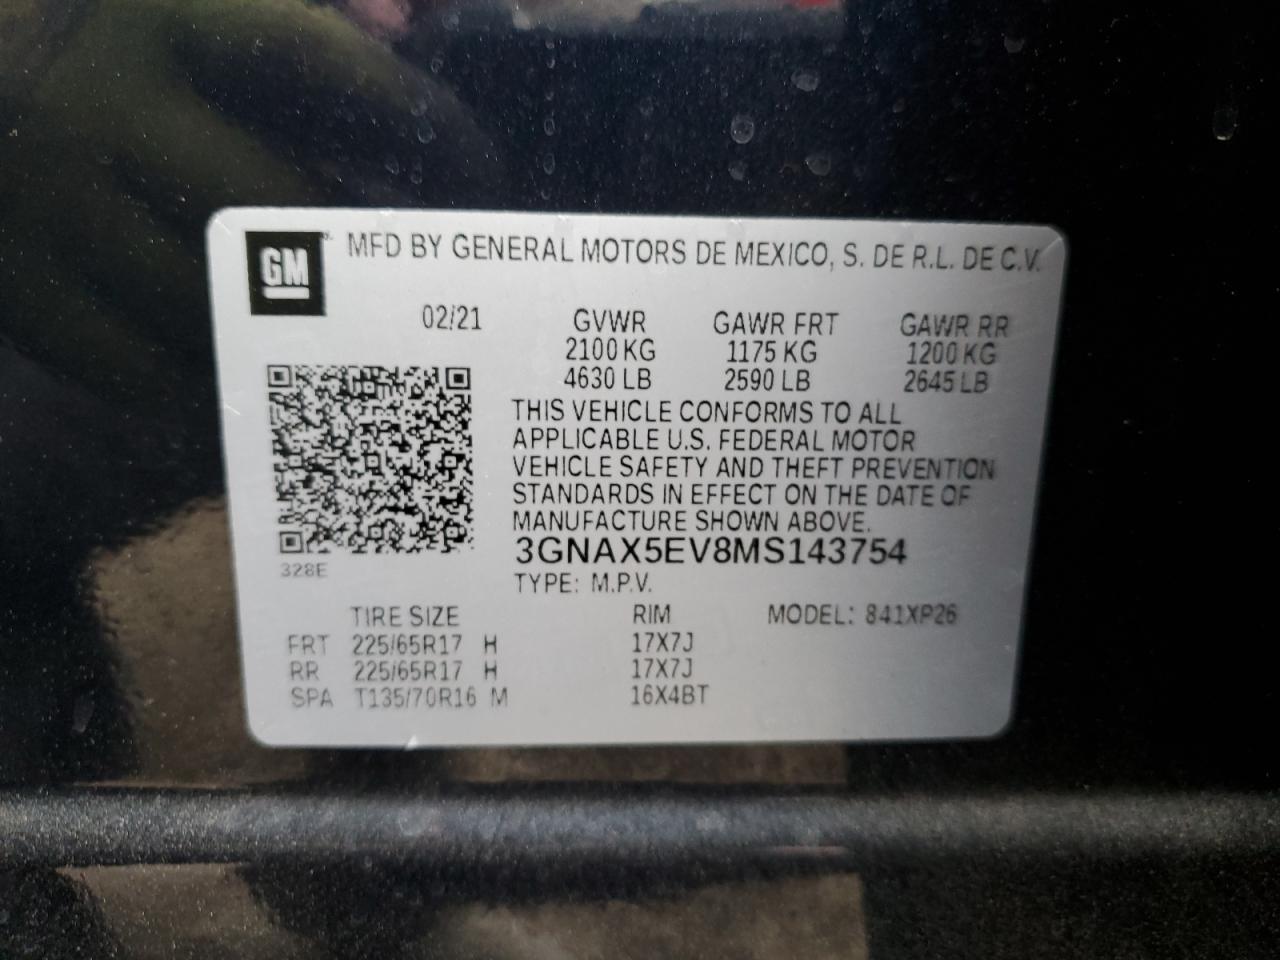 GM MFD BY GENERAL MOTORS DE MEXICO, S. DE R.L. DE C.V.
02/21 GVWR GAWR FRT GAWR RR
2100 KG 1175 KG 1200 KG
4630 LB 2590 LB 2645 LB
THIS VEHICLE CONFORMS TO ALL
APPLICABLE U.S. FEDERAL MOTOR
VEHICLE SAFETY AND THEFT PREVENTION
STANDARDS IN EFFECT ON THE DATE OF
MANUFACTURE SHOWN ABOVE.
3GNAX5EV8MS143754
328E
TYPE: M.P.V.
TIRE SIZE RIM MODEL: 841XP26
FRT 225/65R17 H 17X7J
RR 225/65R17 H 17X7J
SPA T135/70R16 M 16X4BT